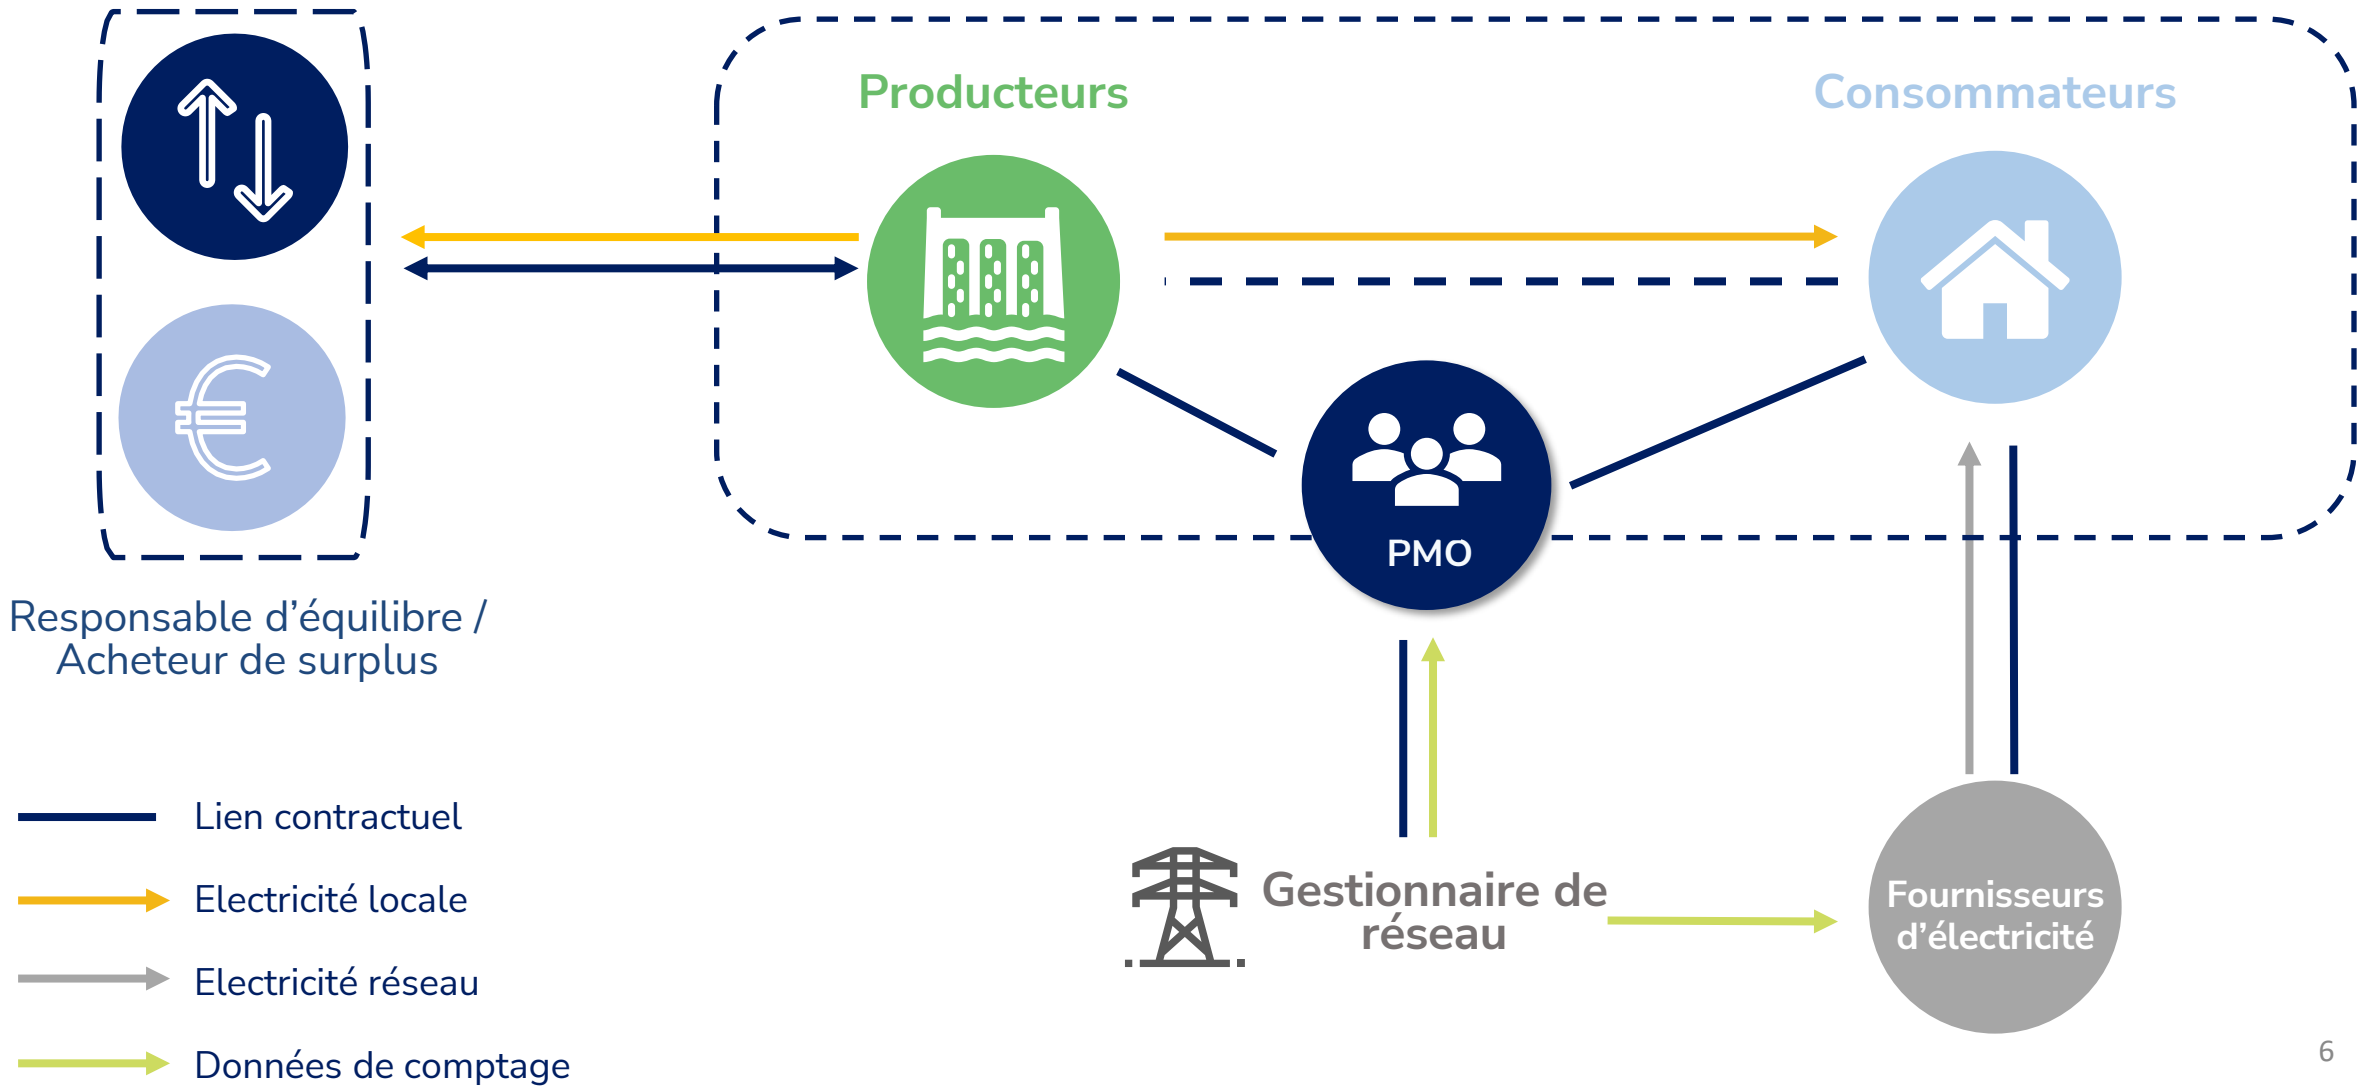 Producteurs
Consommateurs
PMO
Responsable d’équilibre /
Acheteur de surplus
Lien contractuel
Electricité locale
Electricité réseau
Données de comptage
Gestionnaire de
réseau
Fournisseurs
d’électricité
6